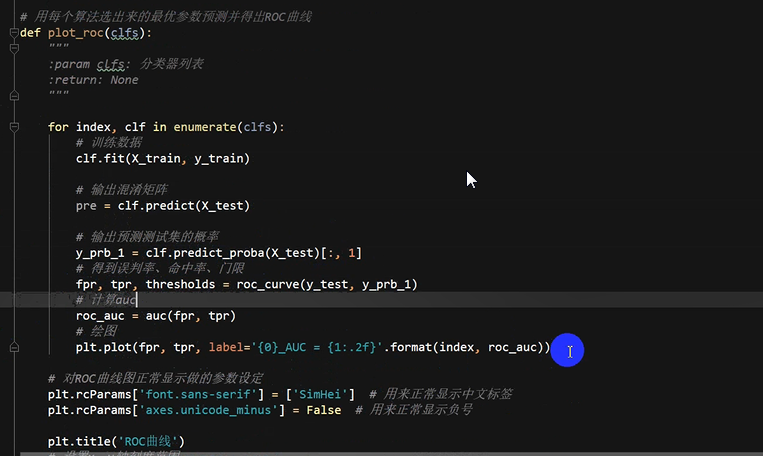 # 用每个算法选出来的最优参数预测并得出ROC曲线
def plot_roc(clfs):
"""
:param clfs: 分类器列表
:return: None
"""
for index, clf in enumerate(clfs):
# 训练数据
clf.fit(X_train, y_train)
# 输出混淆矩阵
pre = clf.predict(X_test)
# 输出预测测试集的概率
y_prb_1 = clf.predict_proba(X_test)[:, 1]
# 得到误判率、命中率、门限
fpr, tpr, thresholds = roc_curve(y_test, y_prb_1)
# 计算auc
roc_auc = auc(fpr, tpr)
# 绘图
plt.plot(fpr, tpr, label='{0}_AUC = {1:.2f}'.format(index, roc_auc))
# 对ROC曲线图正常显示做的参数设定
plt.rcParams['font.sans-serif'] = ['SimHei']  # 用来正常显示中文标签
plt.rcParams['axes.unicode_minus'] = False  # 用来正常显示负号
plt.title('ROC曲线')